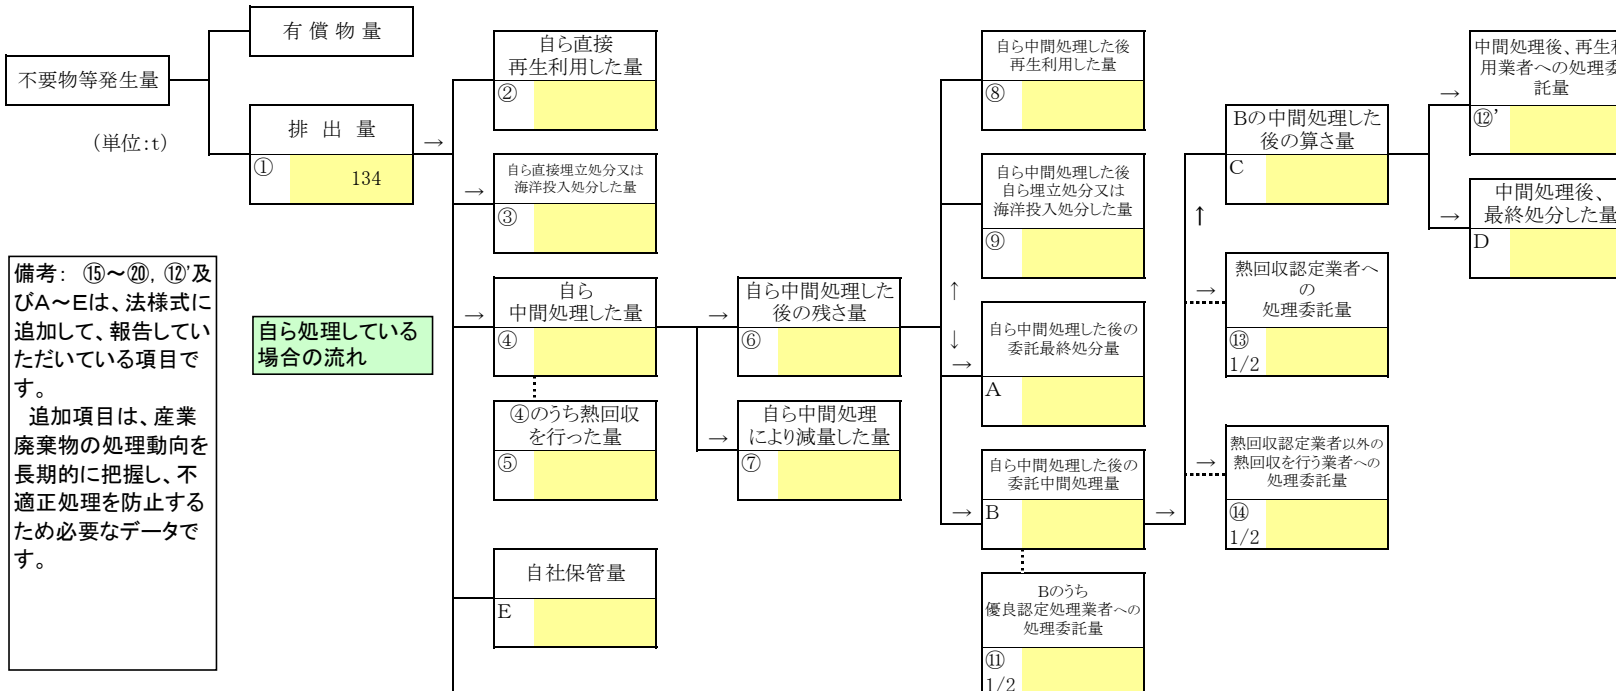 有 償 物 量
不要物等発生量
(単位:t)
排 出 量
→
①
134
備考: ⑮～⑳, ⑫'及
びA～Eは、法様式に
追加して、報告してい
ただいている項目で
す。
追加項目は、産業
廃棄物の処理動向を
長期的に把握し、不
適正処理を防止する
ため必要なデータで
す。
自ら処理している
場合の流れ
自ら直接
再生利用した量
②
→
自ら直接埋立処分又は
海洋投入処分した量
③
→
自ら
中間処理した量
④
④のうち熱回収
を行った量
⑤
自社保管量
E
→
自ら中間処理した
後の残さ量
⑥
→
自ら中間処理
により減量した量
⑦
自ら中間処理した後
再生利用した量
⑧
自ら中間処理した後
自ら埋立処分又は
海洋投入処分した量
⑨
↑
↓
→
自ら中間処理した後の
委託最終処分量
A
→
自ら中間処理した後の
委託中間処理量
B
→
Bのうち
優良認定処理業者への
処理委託量
⑪
1/2
Bの中間処理した
後の算さ量
C
↑
→
熱回収認定業者へ
の
処理委託量
⑬
1/2
→
熱回収認定業者以外の
熱回収を行う業者への
処理委託量
⑭
1/2
→
中間処理後、再生利
用業者への処理委
託量
⑫'
→
中間処理後、
最終処分した量
D